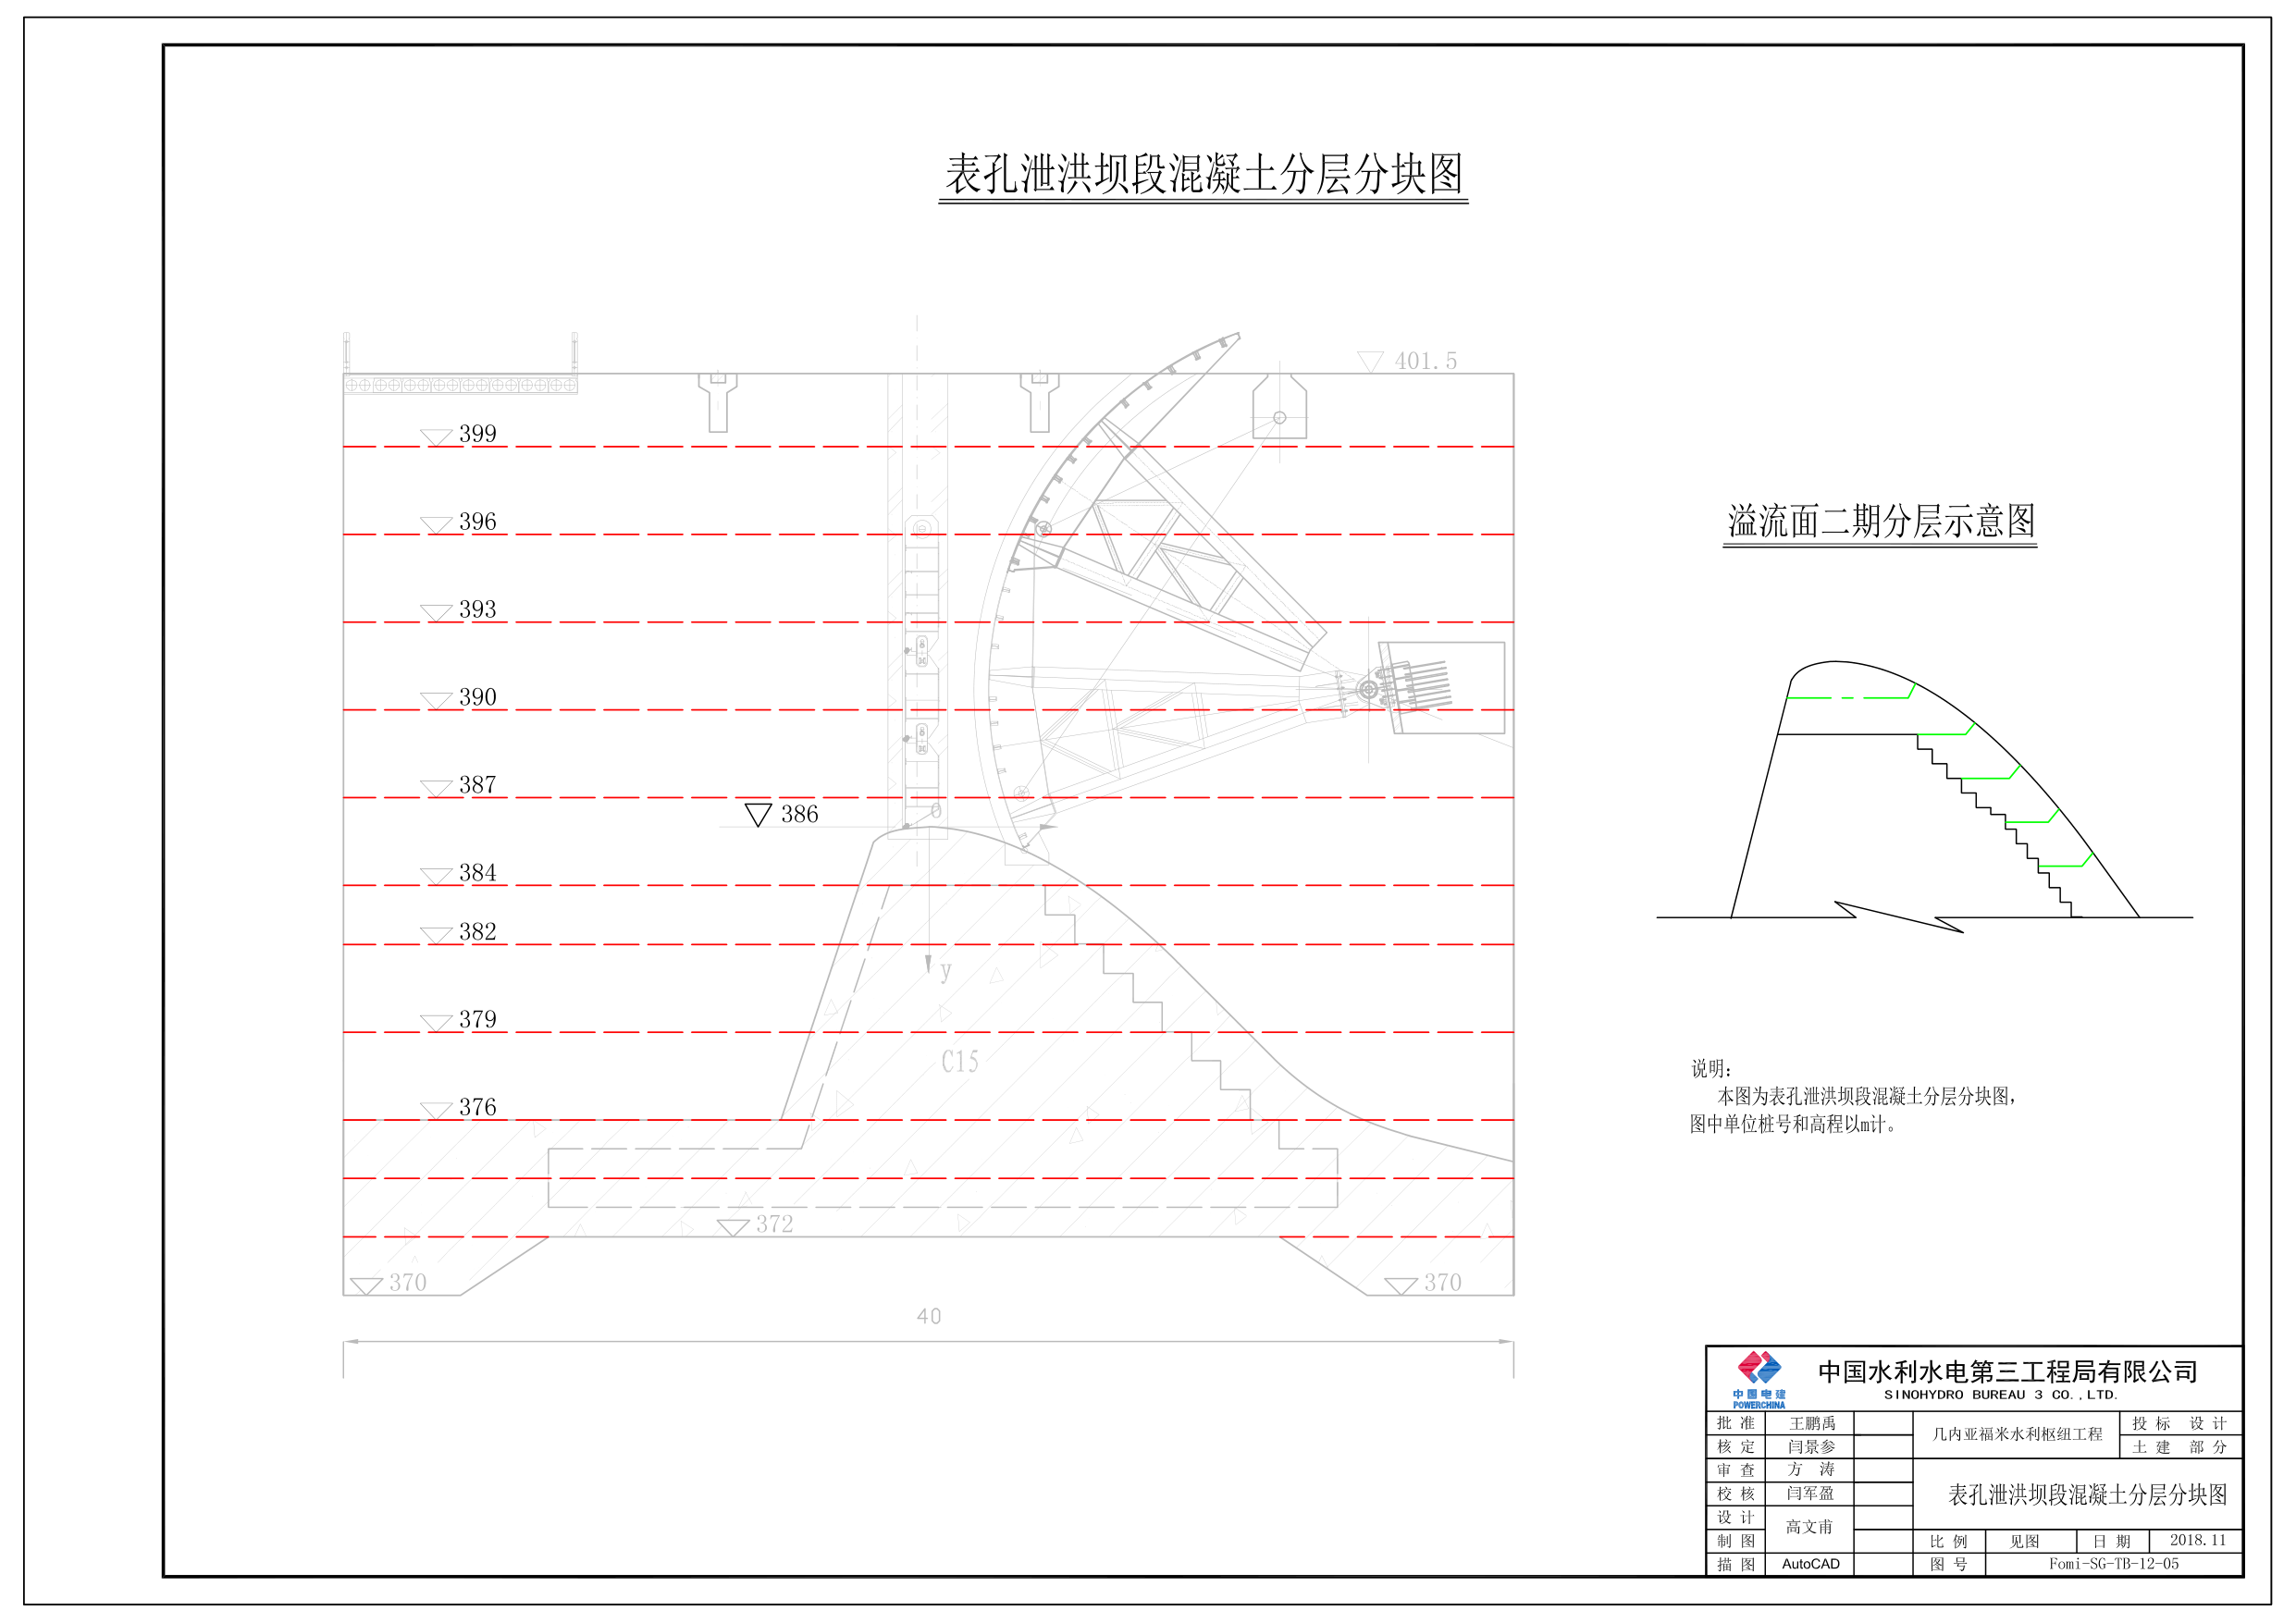 表孔泄洪坝段混凝土分层分块图
401.5
399
396
393
390
387
386
0
384
382
y
379
C15
376
372
370
370
40
溢流面二期分层示意图
说明:
本图为表孔泄洪坝段混凝土分层分块图,
图中单位桩号和高程以m计。
中国电建
POWERCHINA
中国水利水电第三工程局有限公司
SINOHYDRO BUREAU 3 CO.,LTD.
批准 王鹏禹 几内亚福米水利枢纽工程 投标 设计
核定 闫景参 土建 部分
审查 方涛
校核 闫军盈 表孔泄洪坝段混凝土分层分块图
设计 高文甫
制图 比例 见图 日期 2018.11
描图 AutoCAD 图号 Fomi-SG-TB-12-05